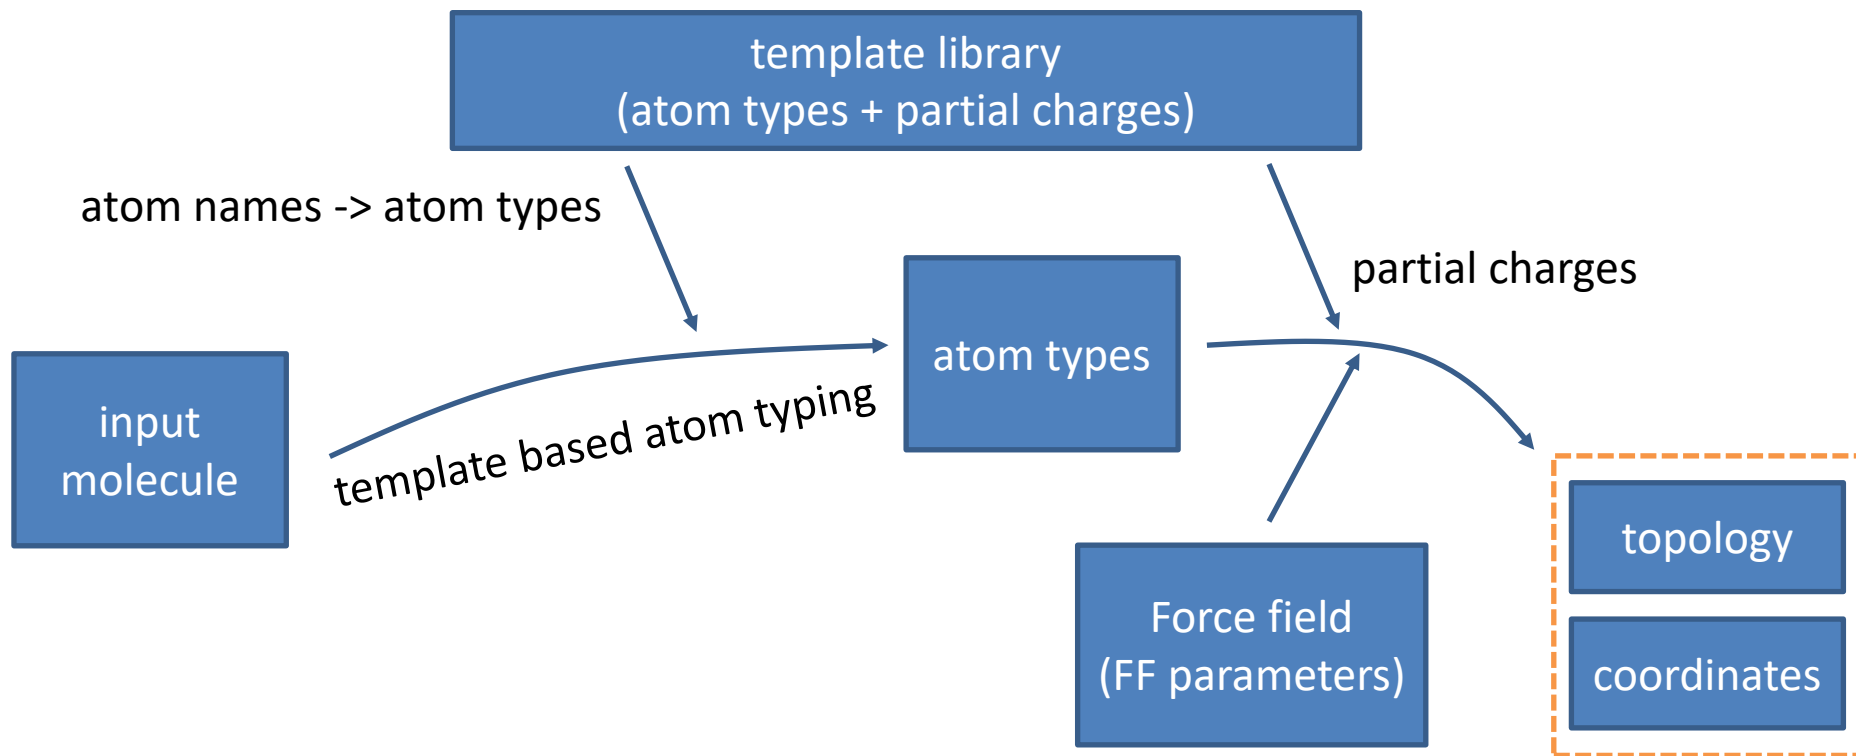 template library
(atom types + partial charges)
atom names -> atom types
partial charges
atom types
input
molecule
template based atom typing
topology
Force field
(FF parameters)
coordinates